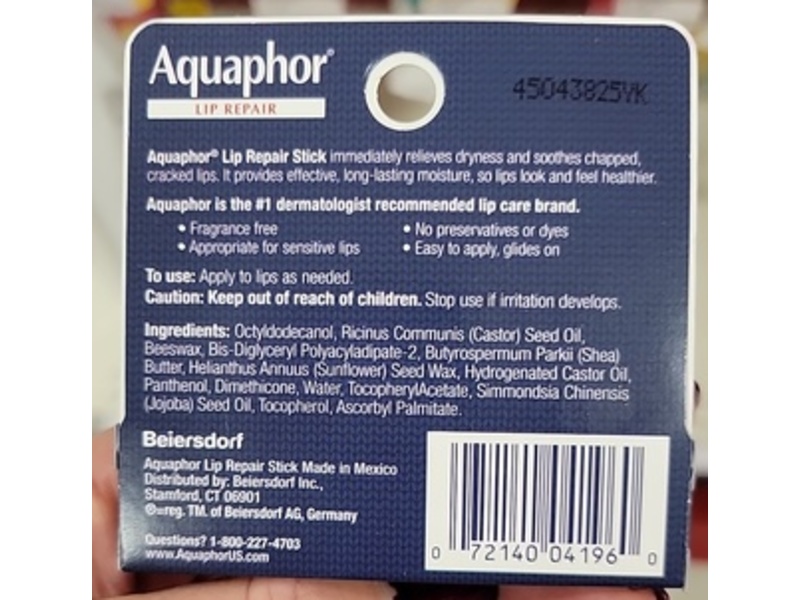 Aquaphor®
LIP REPAIR
45043825VK
Aquaphor® Lip Repair Stick immediately relieves dryness and soothes chapped,
cracked lips. It provides effective, long-lasting moisture, so lips look and feel healthier.
Aquaphor is the #1 dermatologist recommended lip care brand.
• Fragrance free
• No preservatives or dyes
• Appropriate for sensitive lips
• Easy to apply, glides on
To use: Apply to lips as needed.
Caution: Keep out of reach of children. Stop use if irritation develops.
Ingredients: Octyldodecanol, Ricinus Communis (Castor) Seed Oil,
Beeswax, Bis-Diglyceryl Polyacyladipate-2, Butyrospermum Parkii (Shea)
Butter, Helianthus Annuus (Sunflower) Seed Wax, Hydrogenated Castor Oil,
Panthenol, Dimethicone, Water, TocopherylAcetate, Simmondsia Chinensis
(Jojoba) Seed Oil, Tocopherol, Ascorbyl Palmitate.
Beiersdorf
Aquaphor Lip Repair Stick Made in Mexico
Distributed by: Beiersdorf Inc.,
Stamford, CT 06901
®=reg. TM. of Beiersdorf AG, Germany
Questions? 1-800-227-4703
www.AquaphorUS.com
0 72140 04196 0